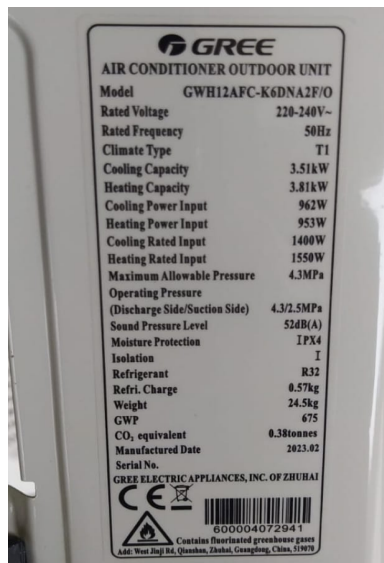 GREE
AIR CONDITIONER OUTDOOR UNIT
Model GWH12AFC-K6DNA2F/O
Rated Voltage 220-240V~
Rated Frequency 50Hz
Climate Type T1
Cooling Capacity 3.51kW
Heating Capacity 3.81kW
Cooling Power Input 962W
Heating Power Input 953W
Cooling Rated Input 1400W
Heating Rated Input 1550W
Maximum Allowable Pressure 4.3MPa
Operating Pressure
(Discharge Side/Suction Side) 4.3/2.5MPa
Sound Pressure Level 52dB(A)
Moisture Protection IPX4
Isolation I
Refrigerant R32
Refri. Charge 0.57kg
Weight 24.5kg
GWP 675
CO₂ equivalent 0.38tonnes
Manufactured Date 2023.02
Serial No.
GREE ELECTRIC APPLIANCES, INC. OF ZHUHAI
CE
600004072941
Contains fluorinated greenhouse gases
Add: West Jinji Rd, Qianshan, Zhuhai, Guangdong, China, 519070